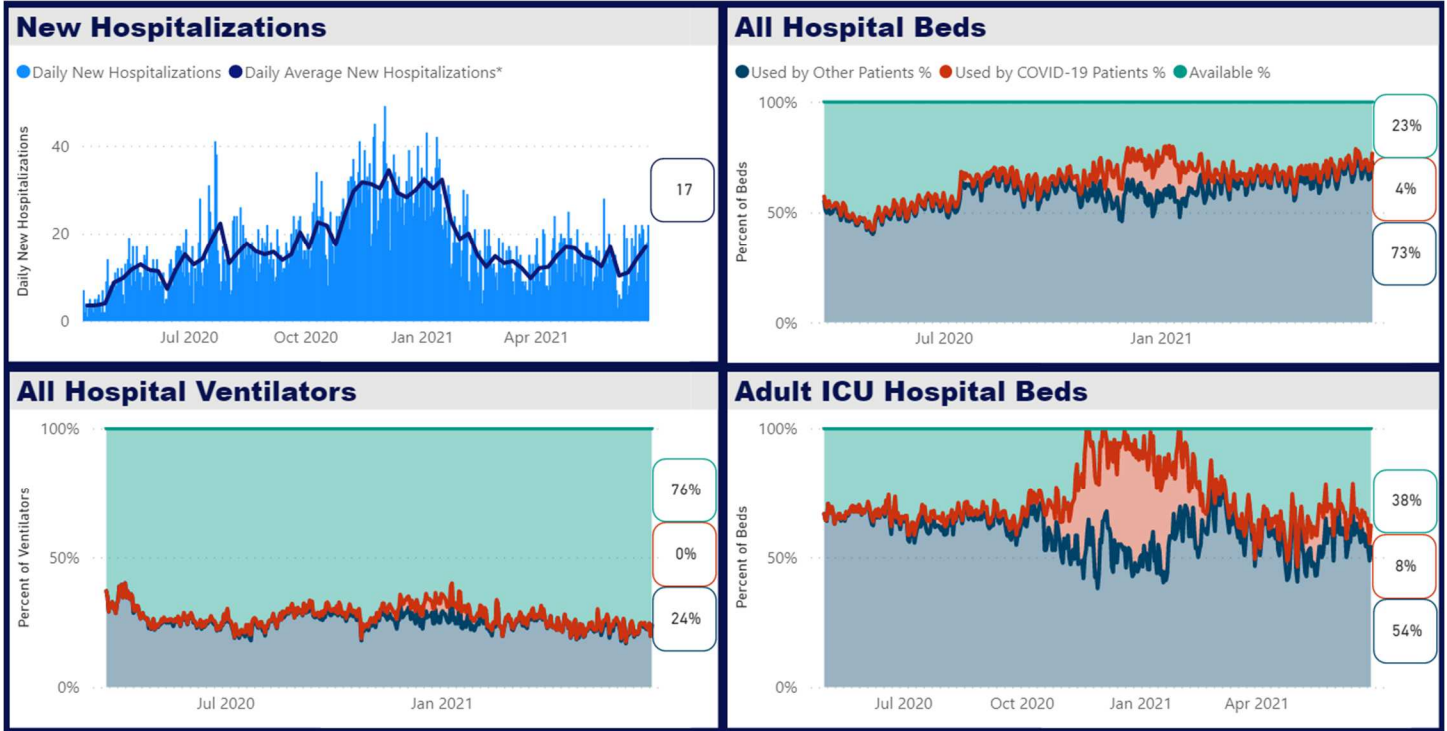 New Hospitalizations
Daily New Hospitalizations Daily Average New Hospitalizations*
Daily New Hospitalizations
40
20
0
17
Jul 2020 Oct 2020 Jan 2021 Apr 2021
All Hospital Beds
Used by Other Patients % Used by COVID-19 Patients % Available %
Percent of Beds
100%
50%
0%
23%
4%
73%
Jul 2020 Jan 2021
All Hospital Ventilators
Percent of Ventilators
100%
50%
0%
76%
0%
24%
Jul 2020 Jan 2021
Adult ICU Hospital Beds
Percent of Beds
100%
50%
0%
38%
8%
54%
Jul 2020 Oct 2020 Jan 2021 Apr 2021